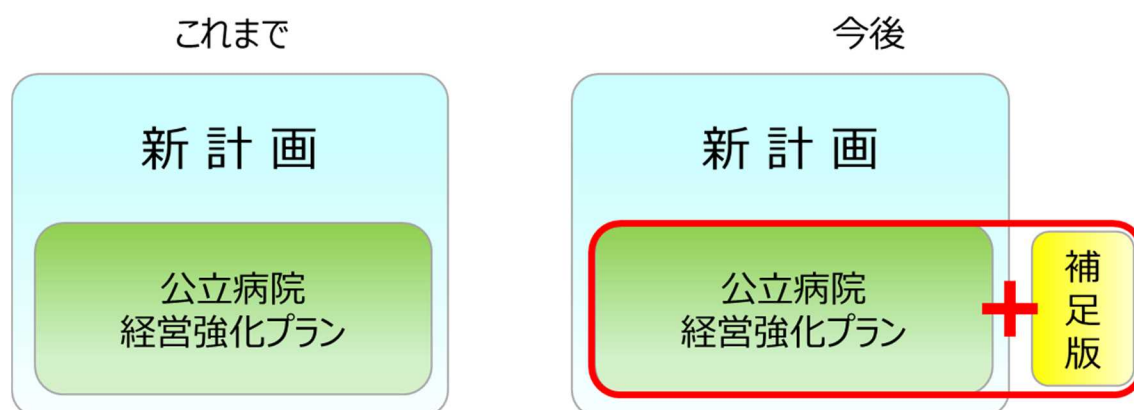 これまで
新計画
公立病院
経営強化プラン
今後
新計画
公立病院
経営強化プラン
+
補足版